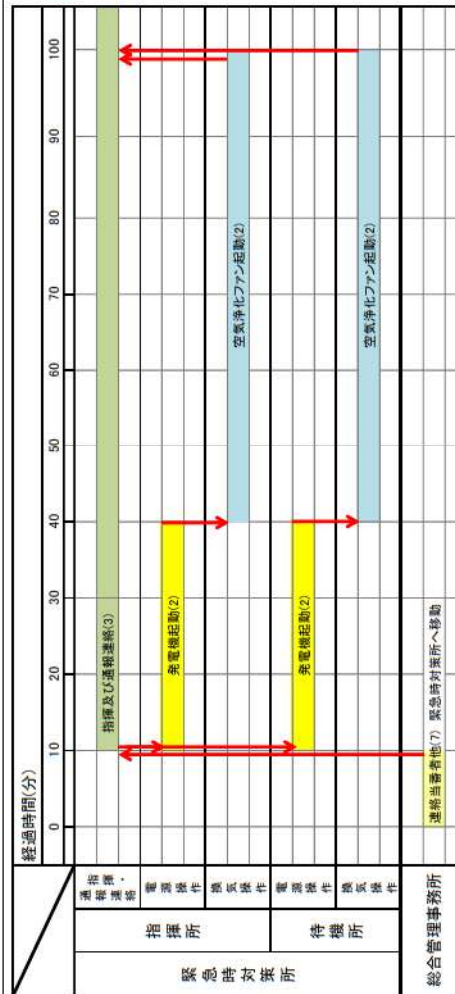 経過時間(分)
0 10 20 30 40 50 60 70 80 90 100
緊急時対策所
指揮所
通報連絡・指揮
指揮及び通報連絡(3)
電源操作
発電機起動(2)
換気操作
空気浄化ファン起動(2)
待機所
電源操作
発電機起動(2)
換気操作
空気浄化ファン起動(2)
総合管理事務所
連絡当番者他(7) 緊急時対策所へ移動